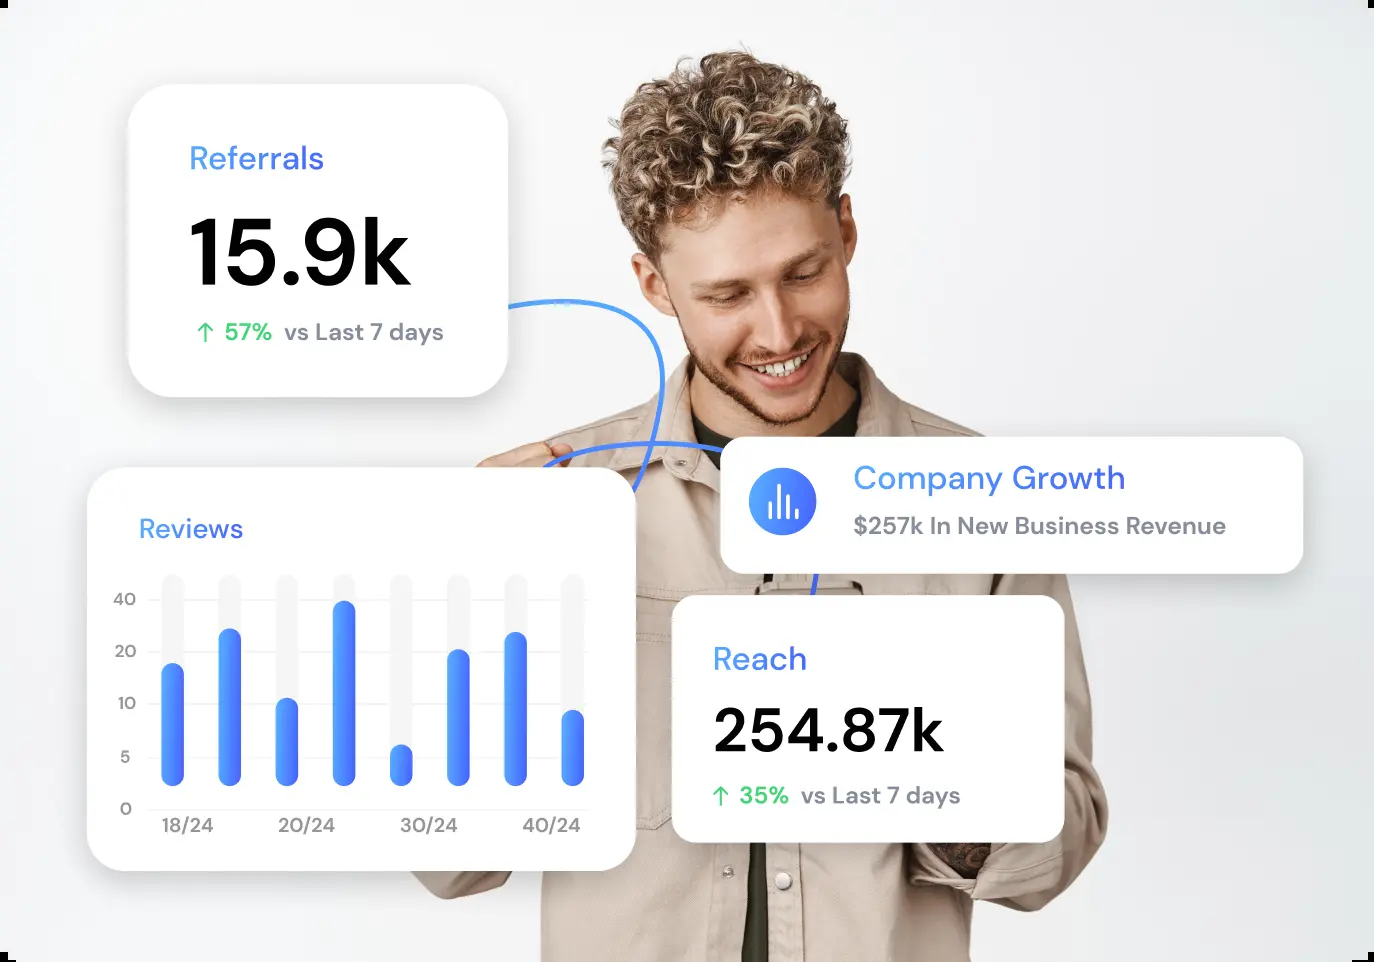 Referrals
15.9k
↑ 57% vs Last 7 days
Company Growth
$257k In New Business Revenue
Reviews
40
20
10
5
0
18/24 20/24 30/24 40/24
Reach
254.87k
↑ 35% vs Last 7 days